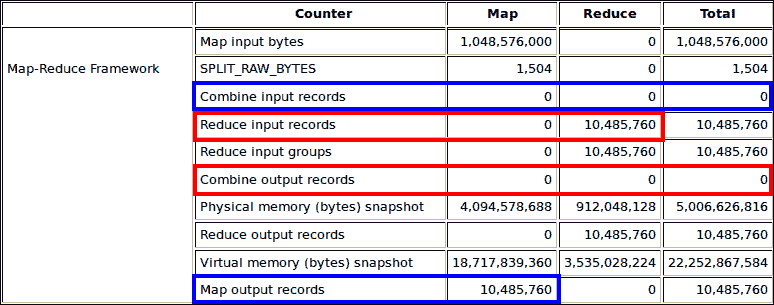 Counter Map Reduce Total
Map-Reduce Framework
Map input bytes 1,048,576,000 0 1,048,576,000
SPLIT_RAW_BYTES 1,504 0 1,504
Combine input records 0 0 0
Reduce input records 0 10,485,760 10,485,760
Reduce input groups 0 10,485,760 10,485,760
Combine output records 0 0 0
Physical memory (bytes) snapshot 4,094,578,688 912,048,128 5,006,626,816
Reduce output records 0 10,485,760 10,485,760
Virtual memory (bytes) snapshot 18,717,839,360 3,535,028,224 22,252,867,584
Map output records 10,485,760 0 10,485,760